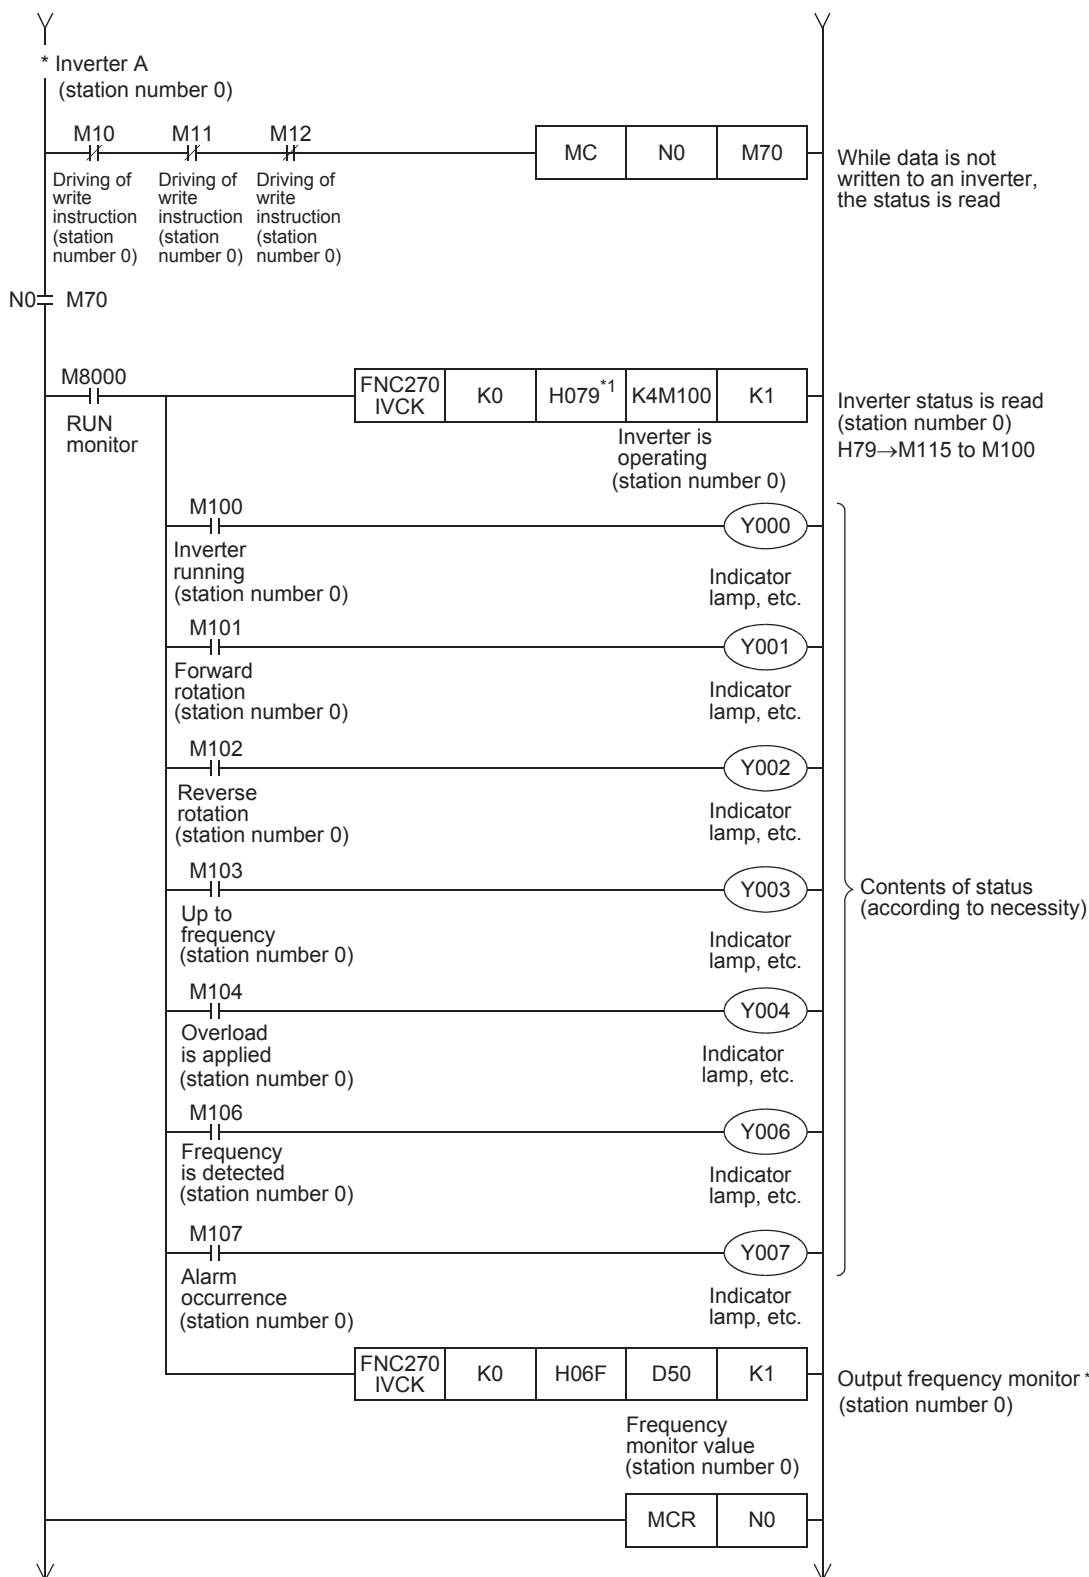 * Inverter A
(station number 0)
M10 M11 M12
MC N0 M70
While data is not
written to an inverter,
the status is read
Driving of
write
instruction
(station
number 0)
Driving of
write
instruction
(station
number 0)
Driving of
write
instruction
(station
number 0)
N0 M70
M8000
RUN
monitor
FNC270
IVCK
K0
H079*1
K4M100
K1
Inverter is
operating
(station number 0)
Inverter status is read
(station number 0)
H79→M115 to M100
M100
Y000
Inverter
running
(station number 0)
Indicator
lamp, etc.
M101
Y001
Forward
rotation
(station number 0)
Indicator
lamp, etc.
M102
Y002
Reverse
rotation
(station number 0)
Indicator
lamp, etc.
M103
Y003
Up to
frequency
(station number 0)
Indicator
lamp, etc.
Contents of status
(according to necessity)
M104
Y004
Overload
is applied
(station number 0)
Indicator
lamp, etc.
M106
Y006
Frequency
is detected
(station number 0)
Indicator
lamp, etc.
M107
Y007
Alarm
occurrence
(station number 0)
Indicator
lamp, etc.
FNC270
IVCK
K0
H06F
D50
K1
Output frequency monitor *
(station number 0)
Frequency
monitor value
(station number 0)
MCR N0